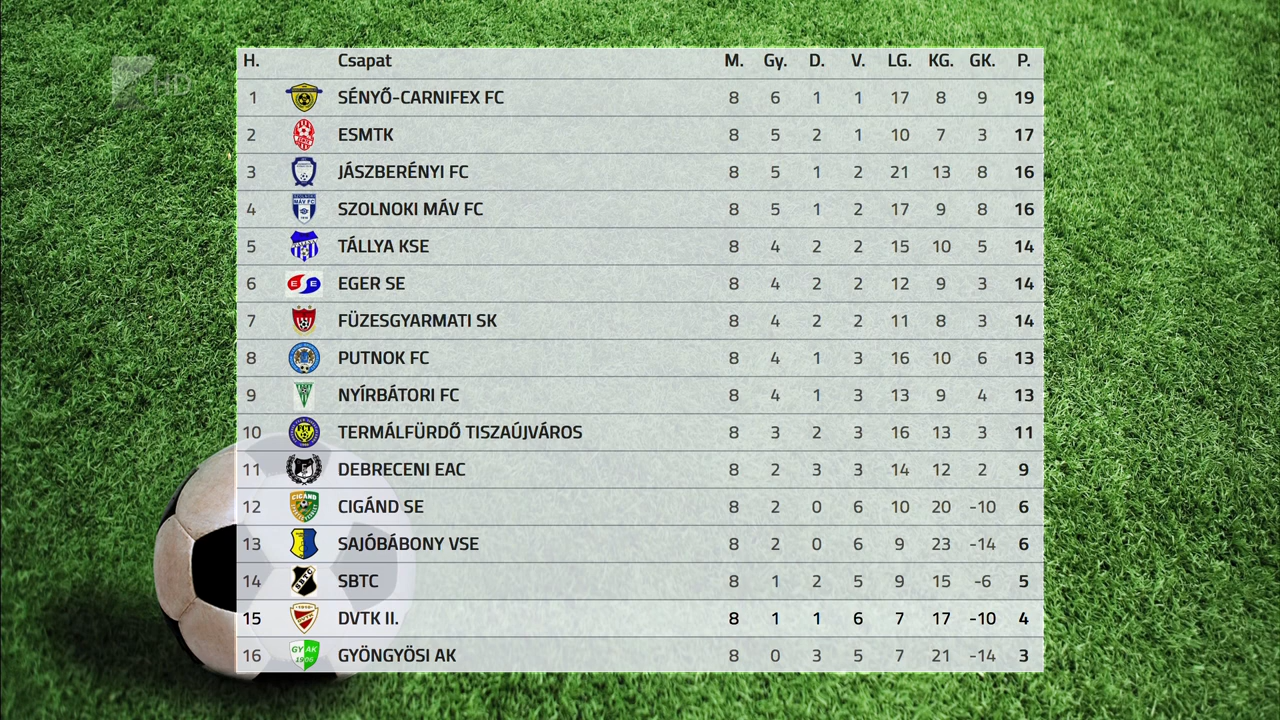 HD
H. Csapat M. Gy. D. V. LG. KG. GK. P.
1 SÉNYŐ-CARNIFEX FC 8 6 1 1 17 8 9 19
2 ESMTK 8 5 2 1 10 7 3 17
3 JÁSZBERÉNYI FC 8 5 1 2 21 13 8 16
4 MÁV FC SZOLNOKI MÁV FC 8 5 1 2 17 9 8 16
5 TÁLLYA KSE 8 4 2 2 15 10 5 14
6 E E EGER SE 8 4 2 2 12 9 3 14
7 FÜZESGYARMATI SK 8 4 2 2 11 8 3 14
8 PUTNOK FC 8 4 1 3 16 10 6 13
9 NYÍRBÁTORI FC 8 4 1 3 13 9 4 13
10 TERMÁLFÜRDŐ TISZAÚJVÁROS 8 3 2 3 16 13 3 11
11 DEBRECENI EAC 8 2 3 3 14 12 2 9
12 CIGÁND CIGÁND SE 8 2 0 6 10 20 -10 6
13 SAJÓBÁBONY VSE 8 2 0 6 9 23 -14 6
14 SBTC SBTC 8 1 2 5 9 15 -6 5
15 DVTK II. 8 1 1 6 7 17 -10 4
16 GYAK 1906 GYÖNGYÖSI AK 8 0 3 5 7 21 -14 3